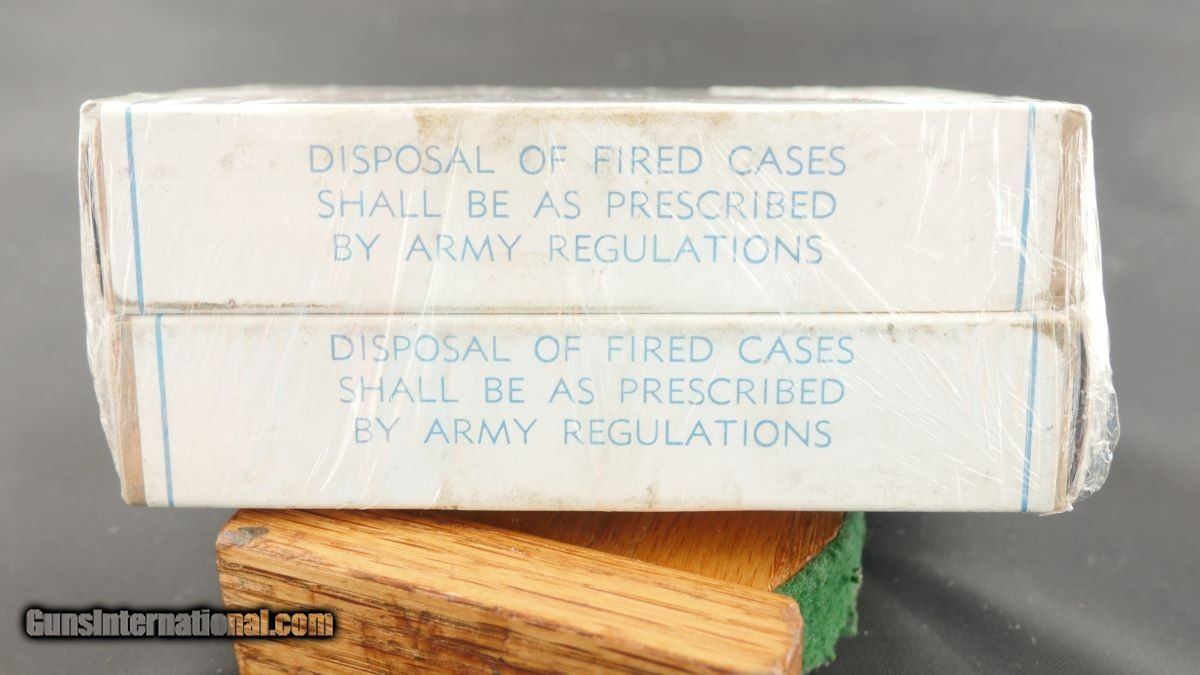 DISPOSAL OF FIRED CASES
SHALL BE AS PRESCRIBED
BY ARMY REGULATIONS
DISPOSAL OF FIRED CASES
SHALL BE AS PRESCRIBED
BY ARMY REGULATIONS
GunsInternational.com